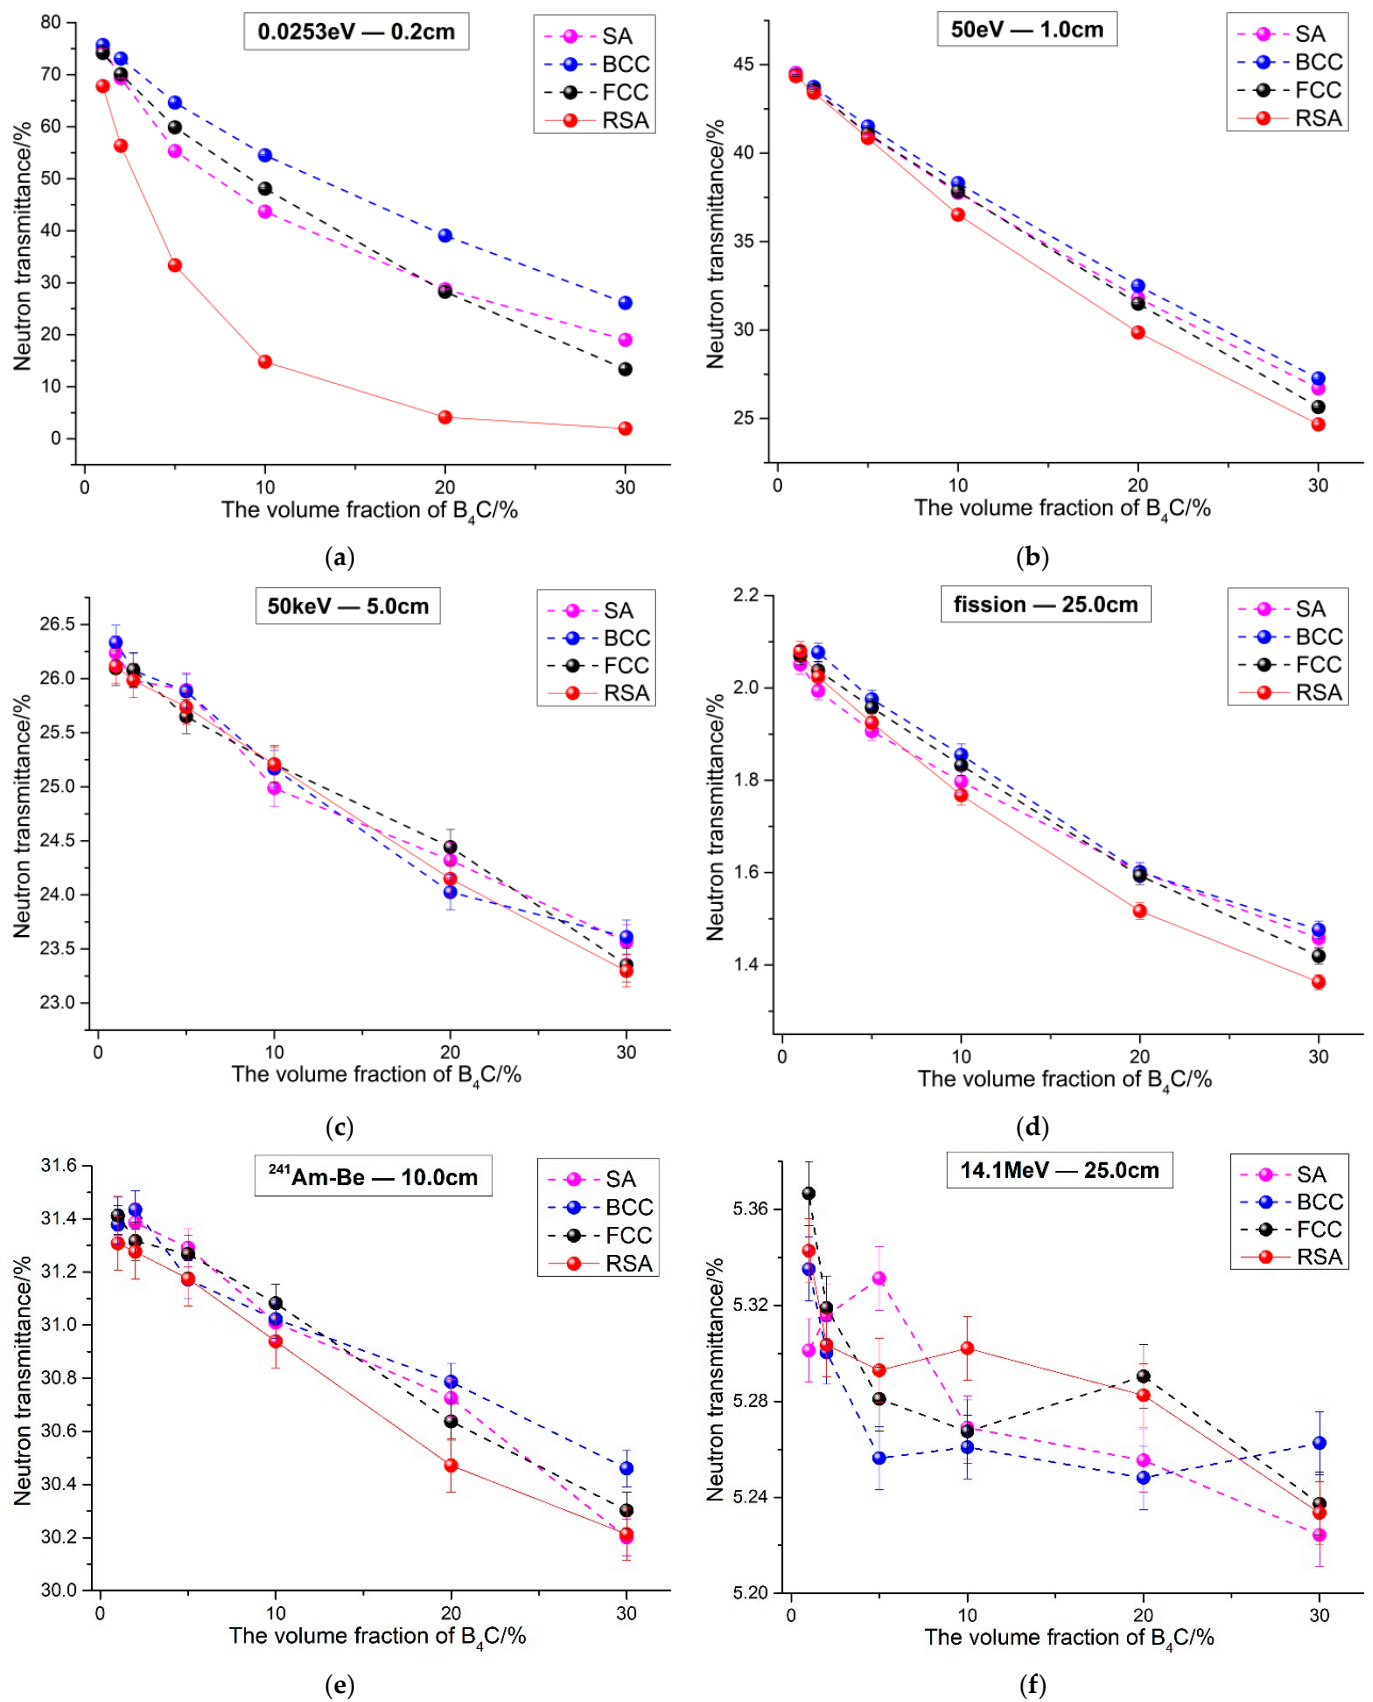 0.0253eV — 0.2cm
SA
BCC
FCC
RSA
Neutron transmittance/%
80
70
60
50
40
30
20
10
0
0 10 20 30
The volume fraction of B₄C/%
(a)
50eV — 1.0cm
SA
BCC
FCC
RSA
Neutron transmittance/%
45
40
35
30
25
0 10 20 30
The volume fraction of B₄C/%
(b)
50keV — 5.0cm
SA
BCC
FCC
RSA
Neutron transmittance/%
26.5
26.0
25.5
25.0
24.5
24.0
23.5
23.0
0 10 20 30
The volume fraction of B₄C/%
(c)
fission — 25.0cm
SA
BCC
FCC
RSA
Neutron transmittance/%
2.2
2.0
1.8
1.6
1.4
0 10 20 30
The volume fraction of B₄C/%
(d)
²⁴¹Am-Be — 10.0cm
SA
BCC
FCC
RSA
Neutron transmittance/%
31.6
31.4
31.2
31.0
30.8
30.6
30.4
30.2
30.0
0 10 20 30
The volume fraction of B₄C/%
(e)
14.1MeV — 25.0cm
SA
BCC
FCC
RSA
Neutron transmittance/%
5.36
5.32
5.28
5.24
5.20
0 10 20 30
The volume fraction of B₄C/%
(f)